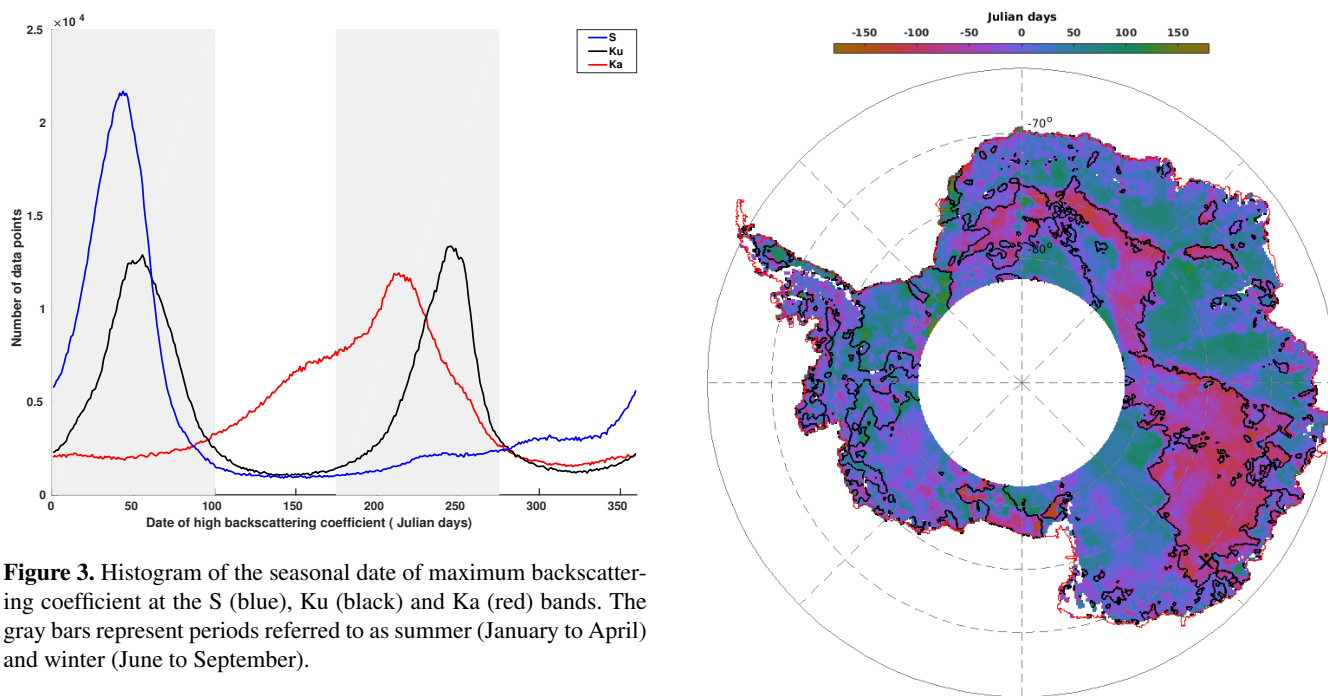 ×10⁴
2.5
2
1.5
1
0.5
0
0 50 100 150 200 250 300 350
Number of data points
Date of high backscattering coefficient ( Julian days)
S
Ku
Ka
Figure 3. Histogram of the seasonal date of maximum backscatter-
ing coefficient at the S (blue), Ku (black) and Ka (red) bands. The
gray bars represent periods referred to as summer (January to April)
and winter (June to September).
Julian days
-150 -100 -50 0 50 100 150
-70°
-80°